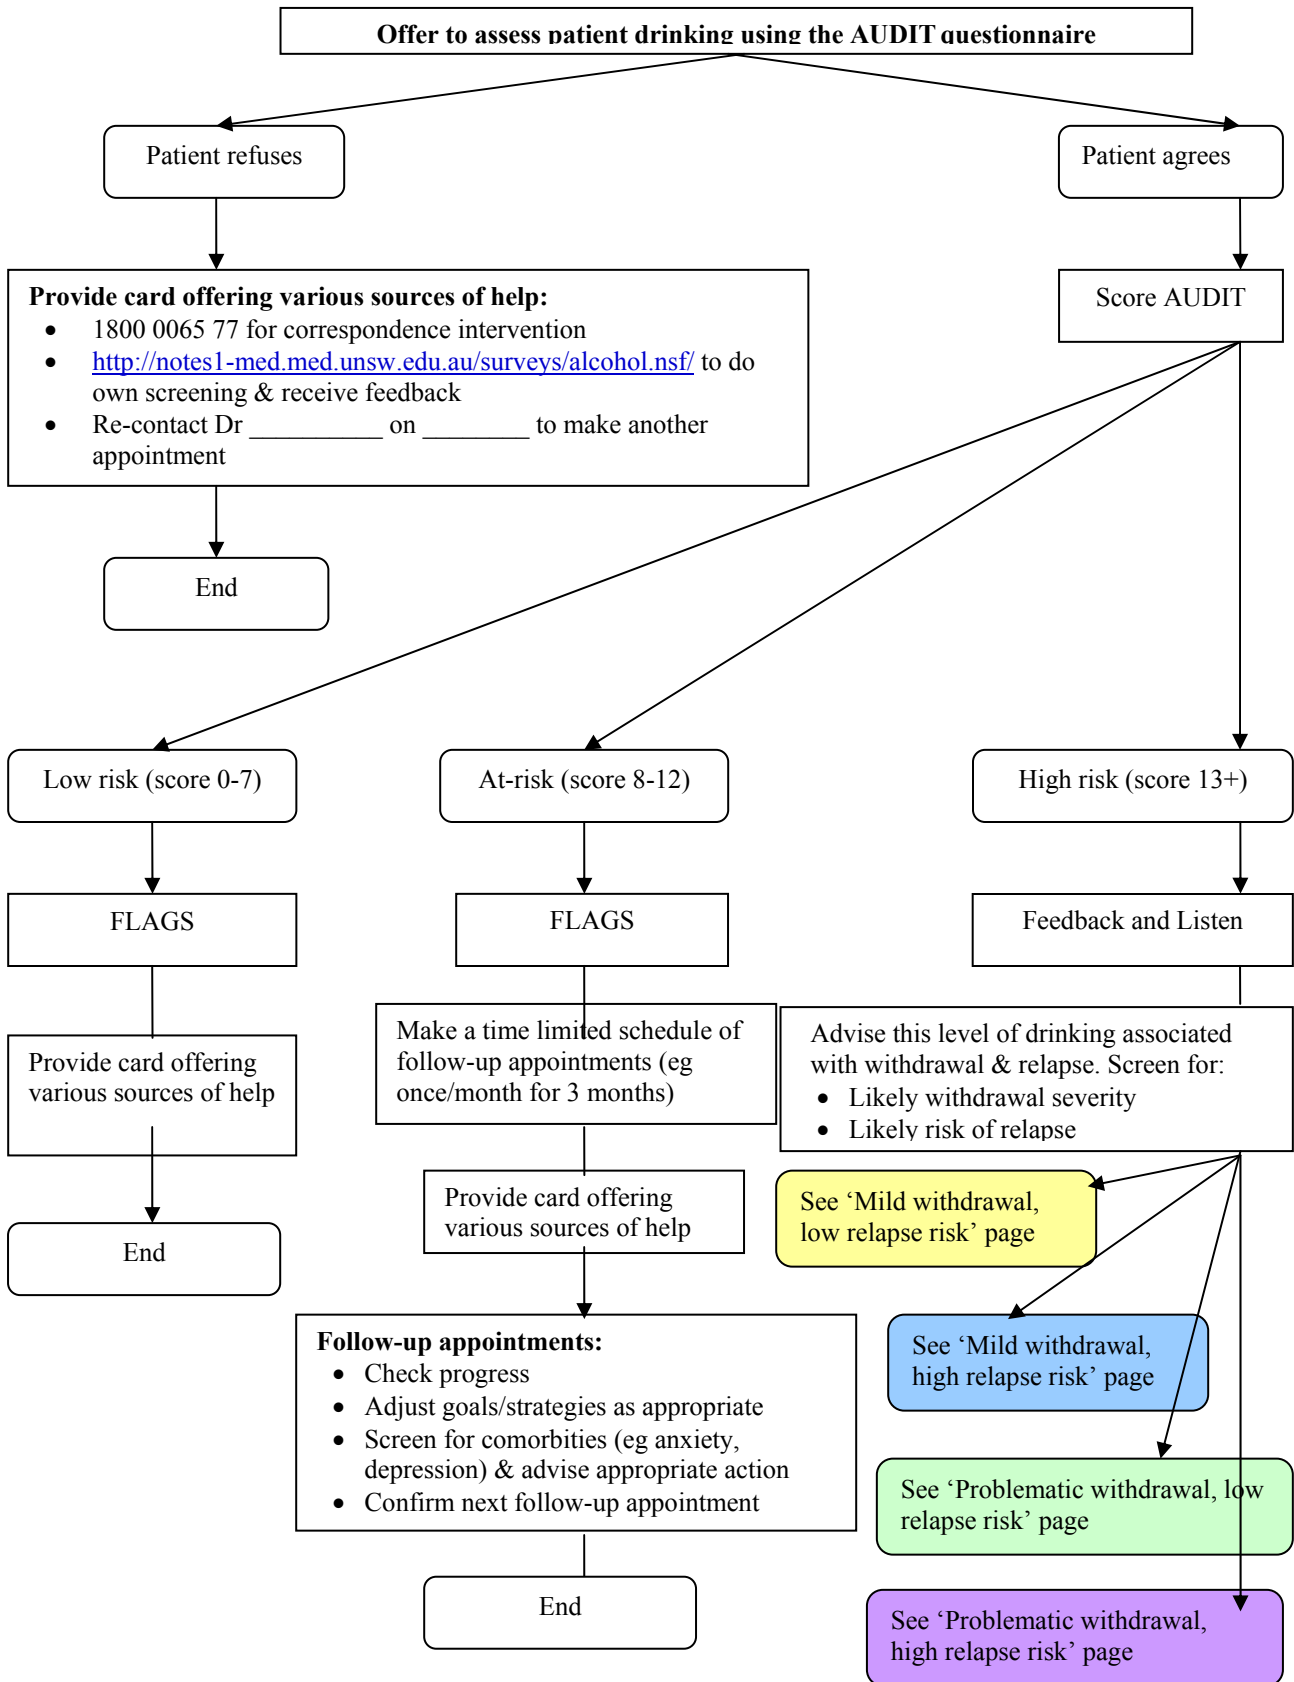 Offer to assess patient drinking using the AUDIT questionnaire
Patient refuses
Patient agrees
Provide card offering various sources of help:
• 1800 0065 77 for correspondence intervention
• http://notes1-med.med.unsw.edu.au/surveys/alcohol.nsf/ to do
own screening & receive feedback
• Re-contact Dr __________ on ________ to make another
appointment
Score AUDIT
End
Low risk (score 0-7)
At-risk (score 8-12)
High risk (score 13+)
FLAGS
FLAGS
Feedback and Listen
Provide card offering
various sources of help
Make a time limited schedule of
follow-up appointments (eg
once/month for 3 months)
Advise this level of drinking associated
with withdrawal & relapse. Screen for:
• Likely withdrawal severity
• Likely risk of relapse
End
Provide card offering
various sources of help
See ‘Mild withdrawal,
low relapse risk’ page
Follow-up appointments:
• Check progress
• Adjust goals/strategies as appropriate
• Screen for comorbities (eg anxiety,
depression) & advise appropriate action
• Confirm next follow-up appointment
See ‘Mild withdrawal,
high relapse risk’ page
See ‘Problematic withdrawal, low
relapse risk’ page
End
See ‘Problematic withdrawal,
high relapse risk’ page